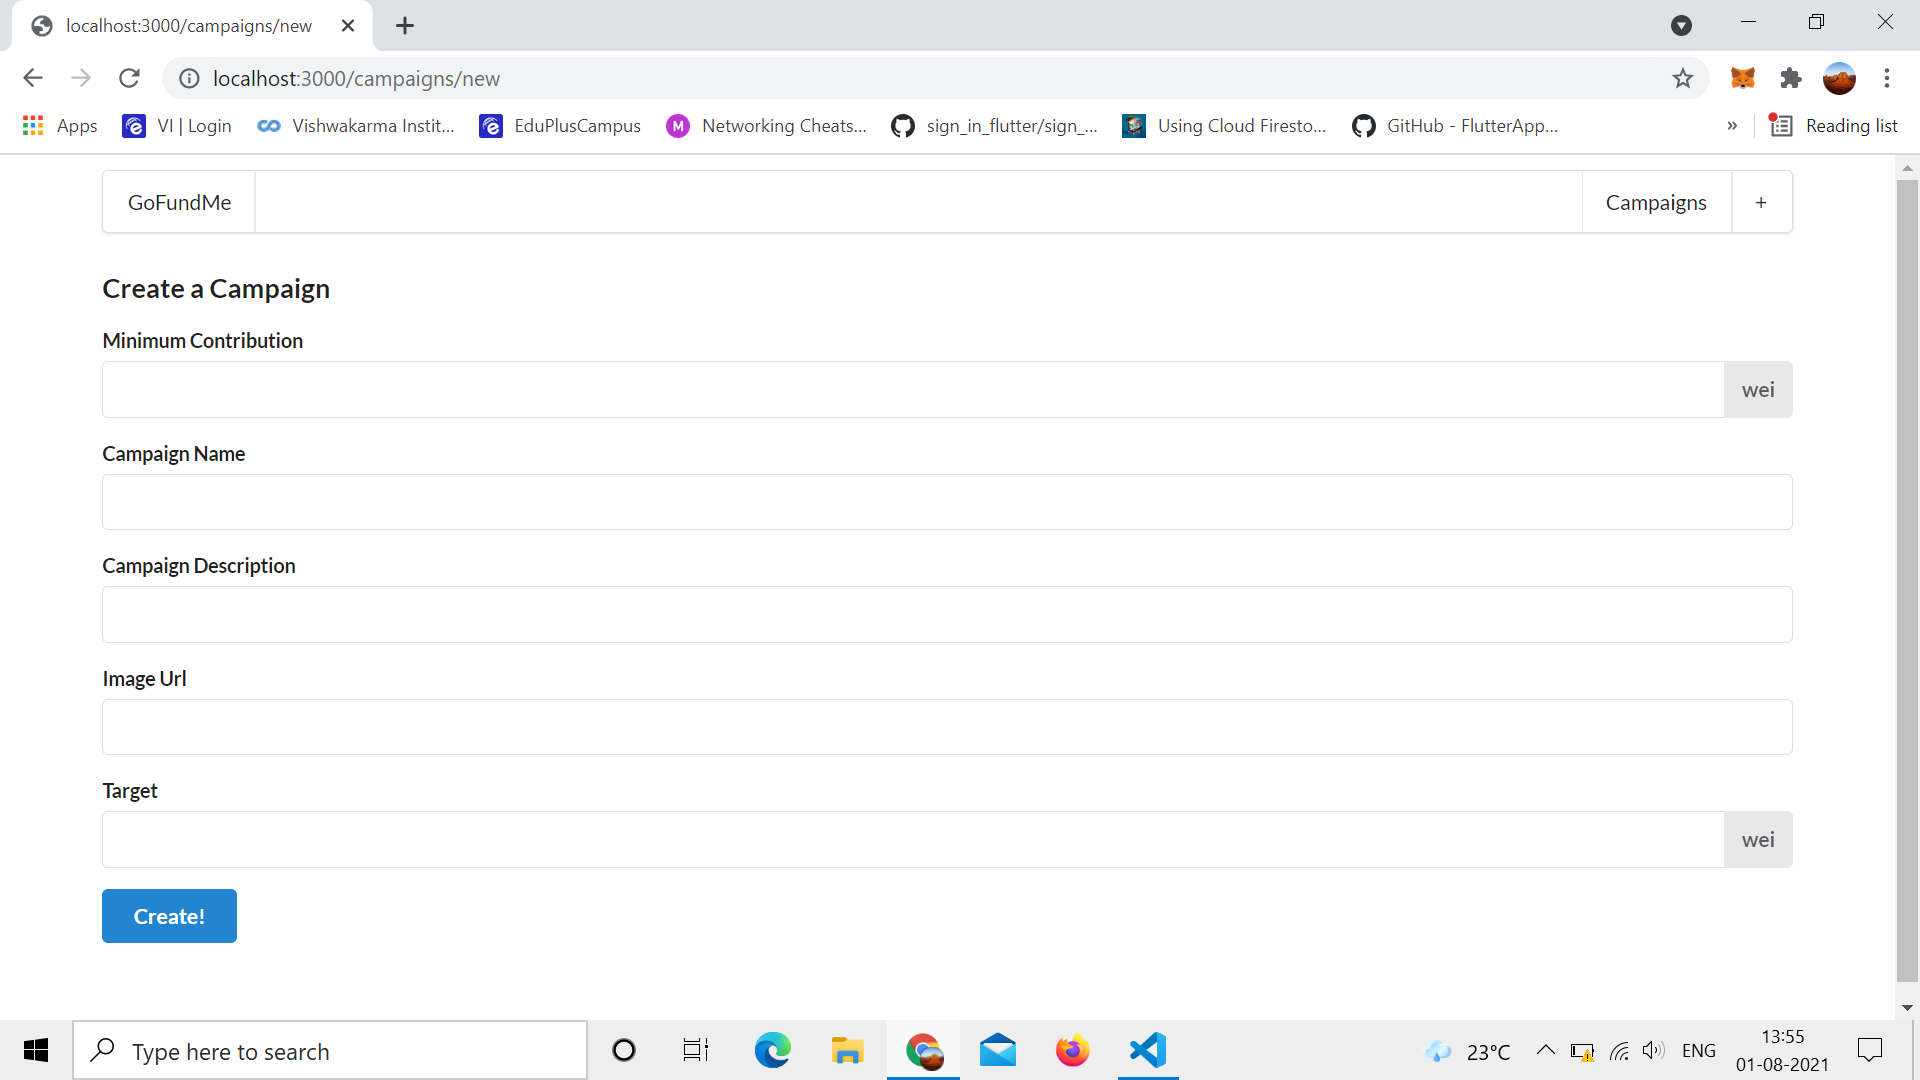 localhost:3000/campaigns/new
localhost:3000/campaigns/new
Apps VI | Login Vishwakarma Instit... EduPlusCampus M Networking Cheats... sign_in_flutter/sign_... Using Cloud Firesto... GitHub - FlutterApp... » Reading list
GoFundMe Campaigns +
Create a Campaign
Minimum Contribution
wei
Campaign Name
Campaign Description
Image Url
Target
wei
Create!
Type here to search 23°C ENG 13:55
01-08-2021